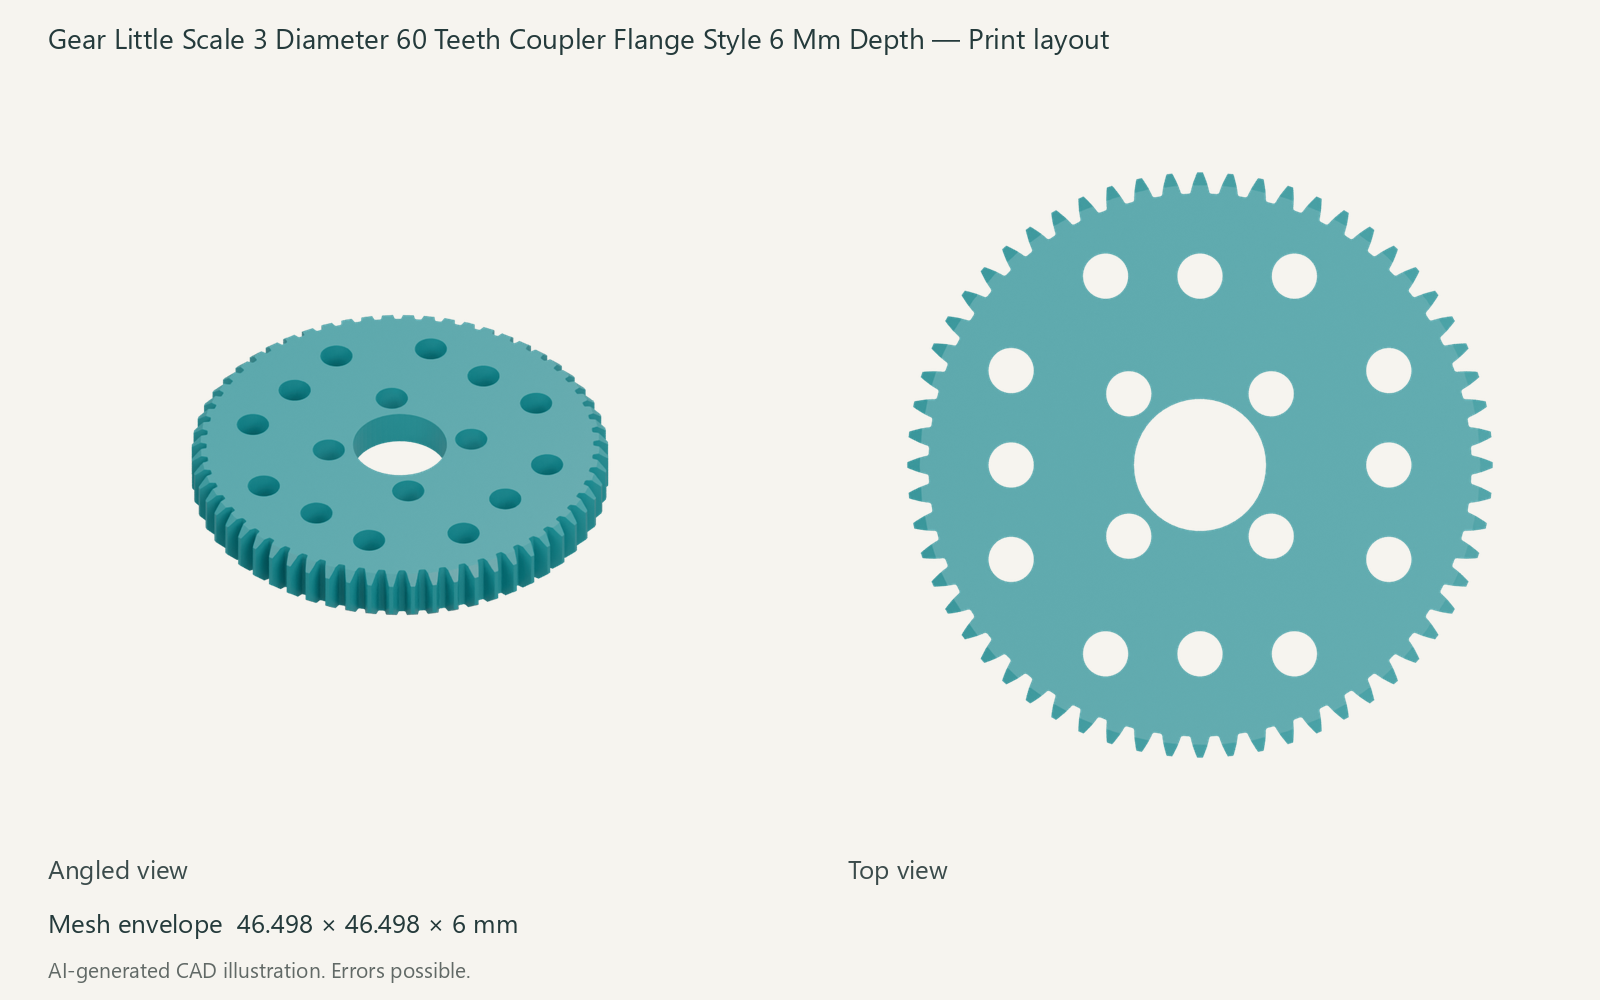 Gear Little Scale 3 Diameter 60 Teeth Coupler Flange Style 6 Mm Depth — Print layout
Angled view
Top view
Mesh envelope 46.498 × 46.498 × 6 mm
AI-generated CAD illustration. Errors possible.